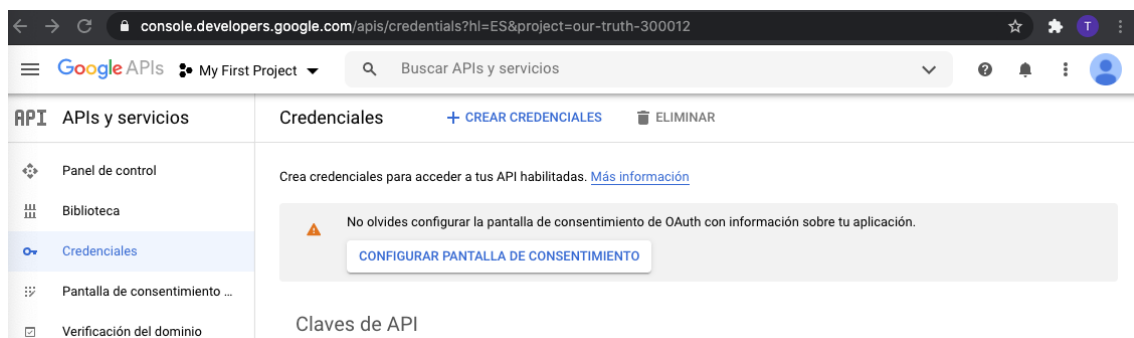 console.developers.google.com/apis/credentials?hl=ES&project=our-truth-300012
T
Google APIs
My First Project
Buscar APIs y servicios
API APIs y servicios
Credenciales
+ CREAR CREDENCIALES
ELIMINAR
Panel de control
Biblioteca
Credenciales
Pantalla de consentimiento ...
Verificación del dominio
Crea credenciales para acceder a tus API habilitadas. Más información
No olvides configurar la pantalla de consentimiento de OAuth con información sobre tu aplicación.
CONFIGURAR PANTALLA DE CONSENTIMIENTO
Claves de API